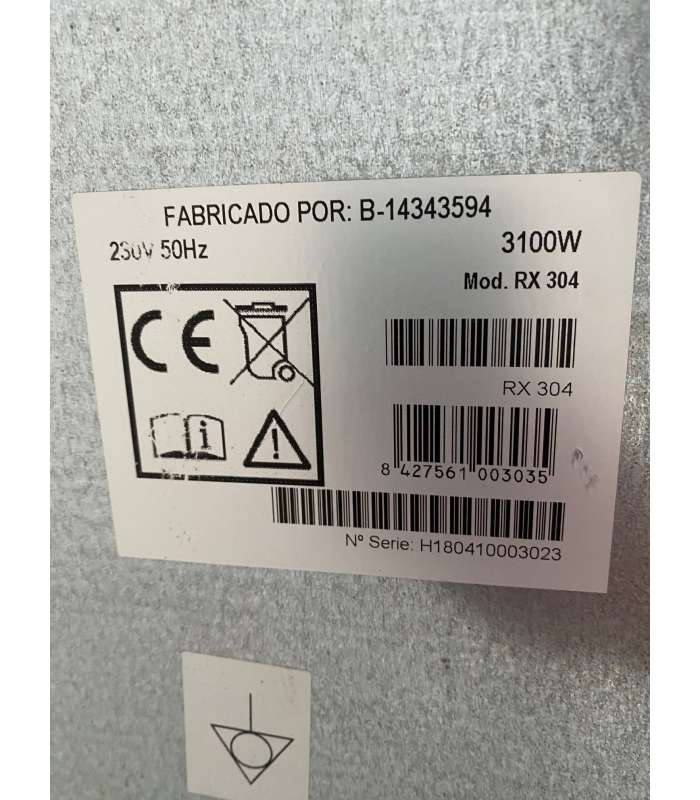 FABRICADO POR: B-14343594
230V 50Hz
3100W
Mod. RX 304
CE
i
!
RX 304
8 427561 003035
Nº Serie: H180410003023